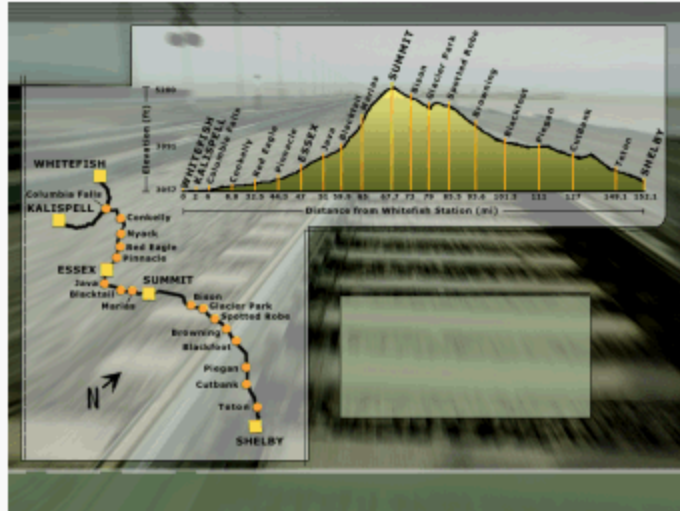 SUMMIT
Bison
Glacier Park
Spotted Robe
Browning
Blackfoot
Piegan
CutBank
Teton
SHELBY
Marias
Blacktail
Java
ESSEX
Pinnacle
Red Eagle
Conkelly
Columbia Falls
KALISPELL
WHITEFISH
Elevation (ft)
Distance from Whitefish Station (mi)
WHITEFISH
Columbia Falls
KALISPELL
Conkelly
Nyack
Red Eagle
Pinnacle
ESSEX
Java
Blacktail
Marias
SUMMIT
Bison
Glacier Park
Spotted Robe
Browning
Blackfoot
Piegan
Cutbank
Teton
SHELBY
N